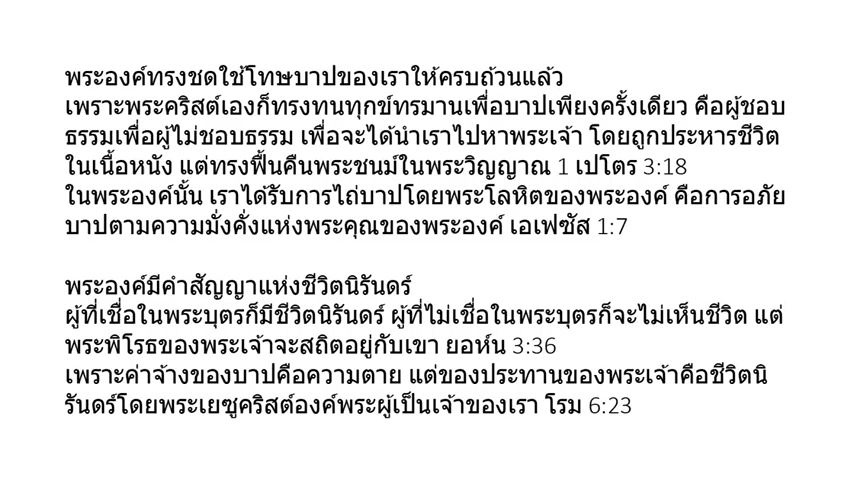 พระองค์ทรงชดใช้โทษบาปของเราให้ครบถ้วนแล้ว
เพราะพระคริสต์เองก็ทรงทนทุกข์ทรมานเพื่อบาปเพียงครั้งเดียว คือผู้ชอบ
ธรรมเพื่อผู้ไม่ชอบธรรม เพื่อจะได้นำเราไปหาพระเจ้า โดยถูกประหารชีวิต
ในเนื้อหนัง แต่ทรงฟื้นคืนพระชนม์ในพระวิญญาณ 1 เปโตร 3:18
ในพระองค์นั้น เราได้รับการไถ่บาปโดยพระโลหิตของพระองค์ คือการอภัย
บาปตามความมั่งคั่งแห่งพระคุณของพระองค์ เอเฟซัส 1:7
พระองค์มีคำสัญญาแห่งชีวิตนิรันดร์
ผู้ที่เชื่อในพระบุตรก็มีชีวิตนิรันดร์ ผู้ที่ไม่เชื่อในพระบุตรก็จะไม่เห็นชีวิต แต่
พระพิโรธของพระเจ้าจะสถิตอยู่กับเขา ยอห์น 3:36
เพราะค่าจ้างของบาปคือความตาย แต่ของประทานของพระเจ้าคือชีวิตนิ
รันดร์โดยพระเยซูคริสต์องค์พระผู้เป็นเจ้าของเรา โรม 6:23